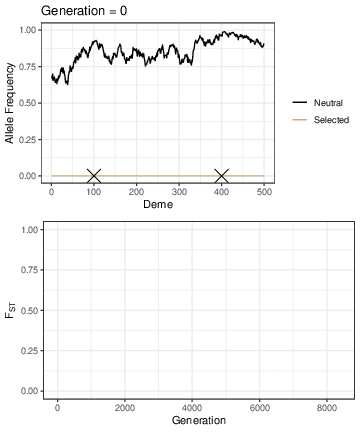 Generation = 0
1.00
0.75
0.50
0.25
0.00
Allele Frequency
0 100 200 300 400 500
Deme
Neutral
Selected
1.00
0.75
0.50
0.25
0.00
FST
0 2000 4000 6000 8000
Generation